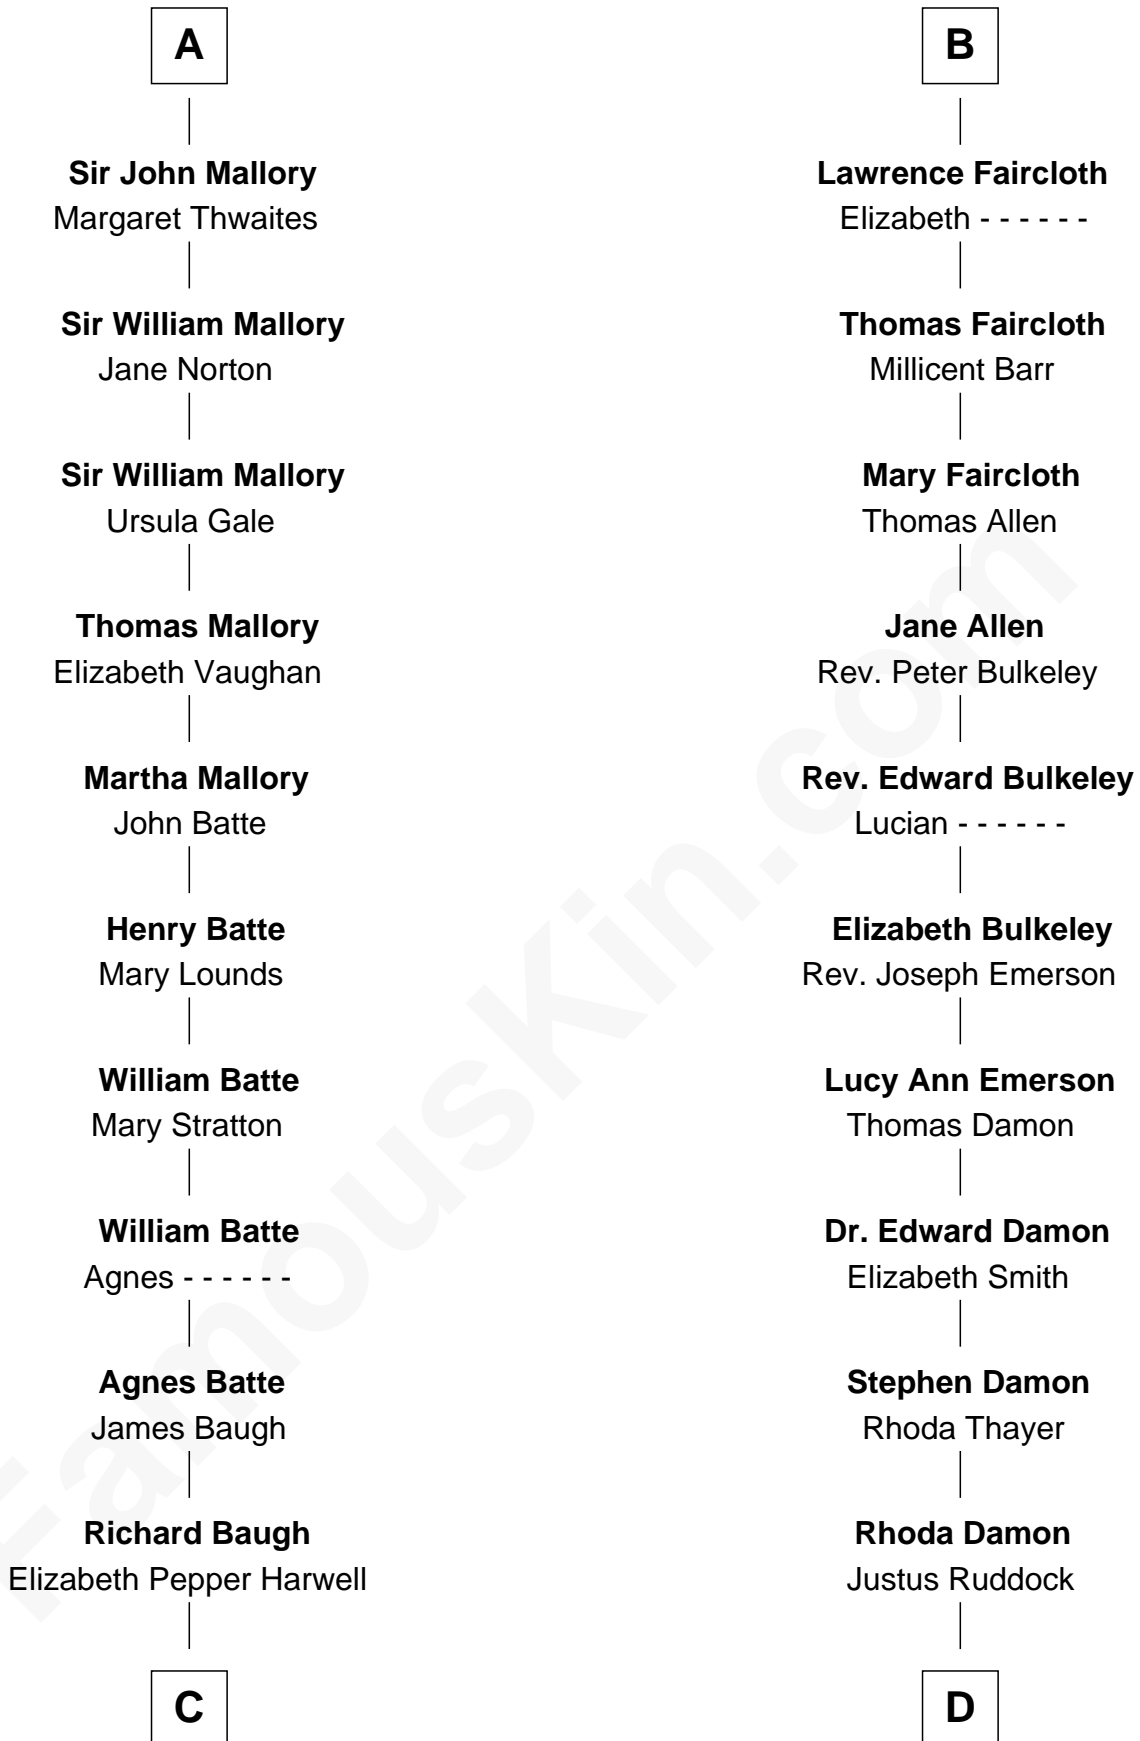 A
Sir John Mallory
Margaret Thwaites
Sir William Mallory
Jane Norton
Sir William Mallory
Ursula Gale
Thomas Mallory
Elizabeth Vaughan
Martha Mallory
John Batte
Henry Batte
Mary Lounds
William Batte
Mary Stratton
William Batte
Agnes - - - - - -
Agnes Batte
James Baugh
Richard Baugh
Elizabeth Pepper Harwell
C
B
Lawrence Faircloth
Elizabeth - - - - - -
Thomas Faircloth
Millicent Barr
Mary Faircloth
Thomas Allen
Jane Allen
Rev. Peter Bulkeley
Rev. Edward Bulkeley
Lucian - - - - - -
Elizabeth Bulkeley
Rev. Joseph Emerson
Lucy Ann Emerson
Thomas Damon
Dr. Edward Damon
Elizabeth Smith
Stephen Damon
Rhoda Thayer
Rhoda Damon
Justus Ruddock
D
FamousKin.com